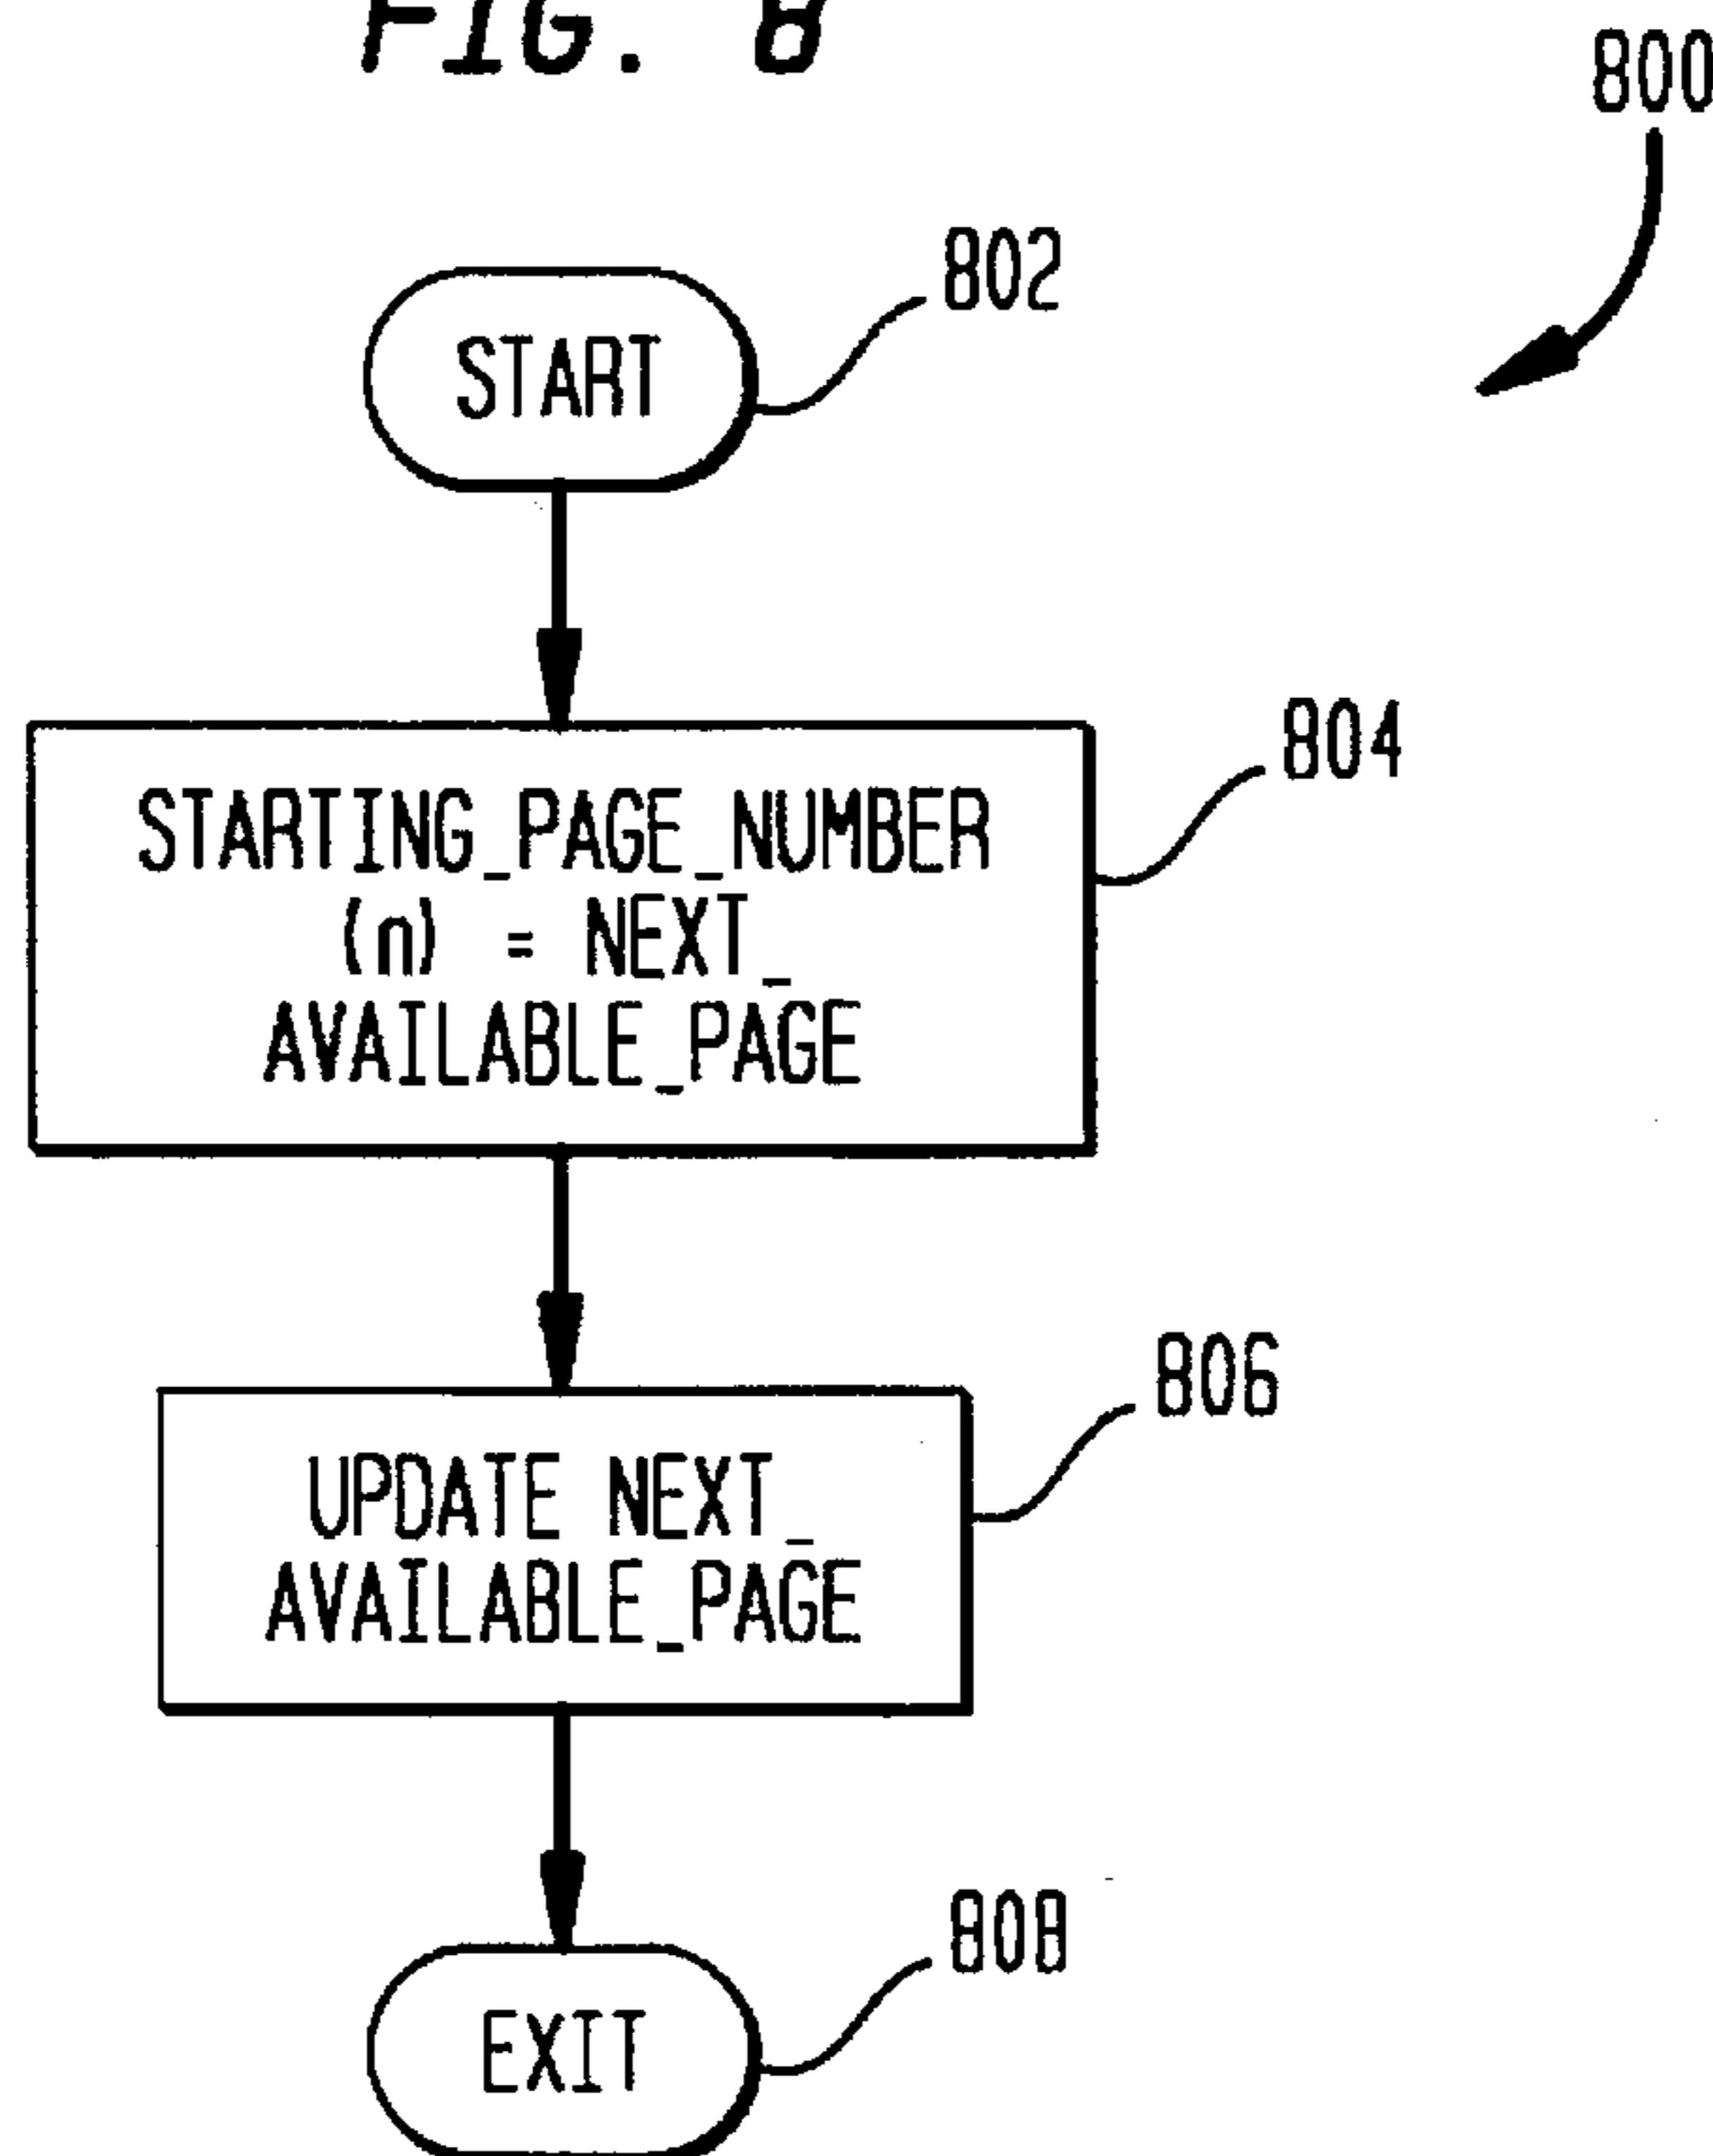 FIG. 8
800
802
START
804
STARTING_PAGE_NUMBER
(n) = NEXT_
AVAILABLE_PAGE
806
UPDATE NEXT_
AVAILABLE_PAGE
808
EXIT